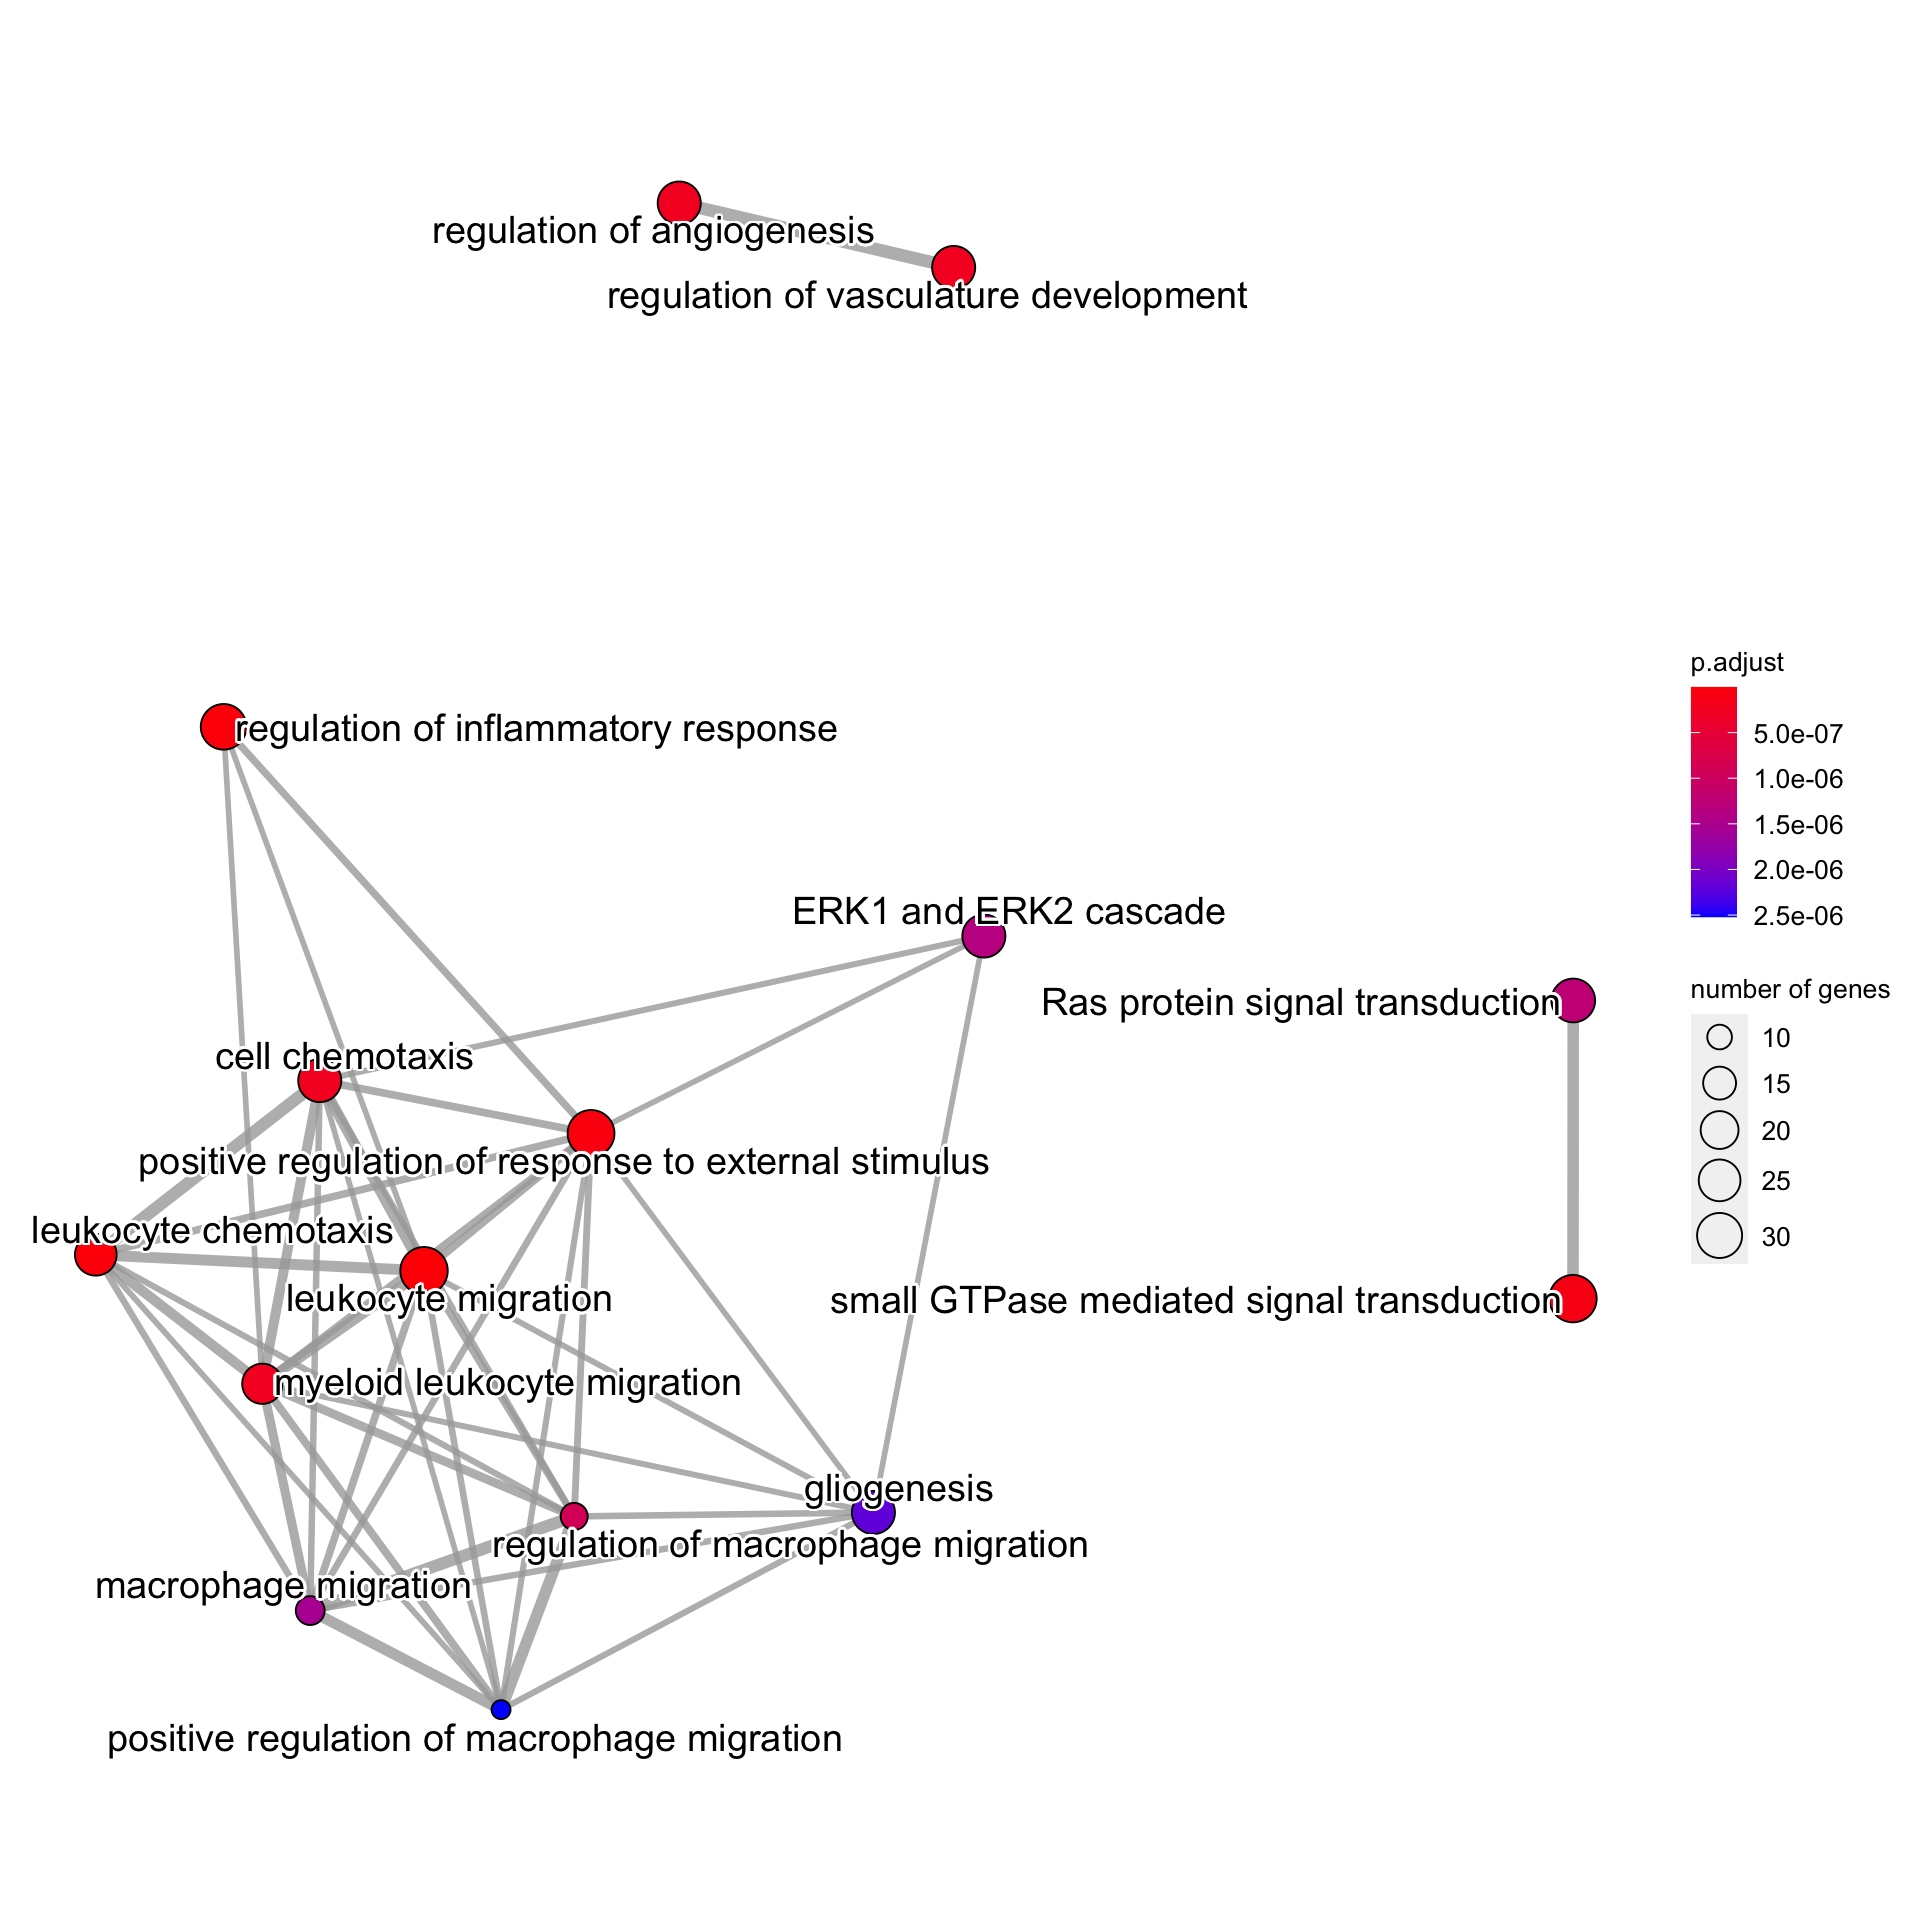 regulation of angiogenesis
regulation of vasculature development
regulation of inflammatory response
ERK1 and ERK2 cascade
Ras protein signal transduction
cell chemotaxis
positive regulation of response to external stimulus
leukocyte chemotaxis
leukocyte migration
small GTPase mediated signal transduction
myeloid leukocyte migration
gliogenesis
regulation of macrophage migration
macrophage migration
positive regulation of macrophage migration
p.adjust
5.0e-07
1.0e-06
1.5e-06
2.0e-06
2.5e-06
number of genes
10
15
20
25
30